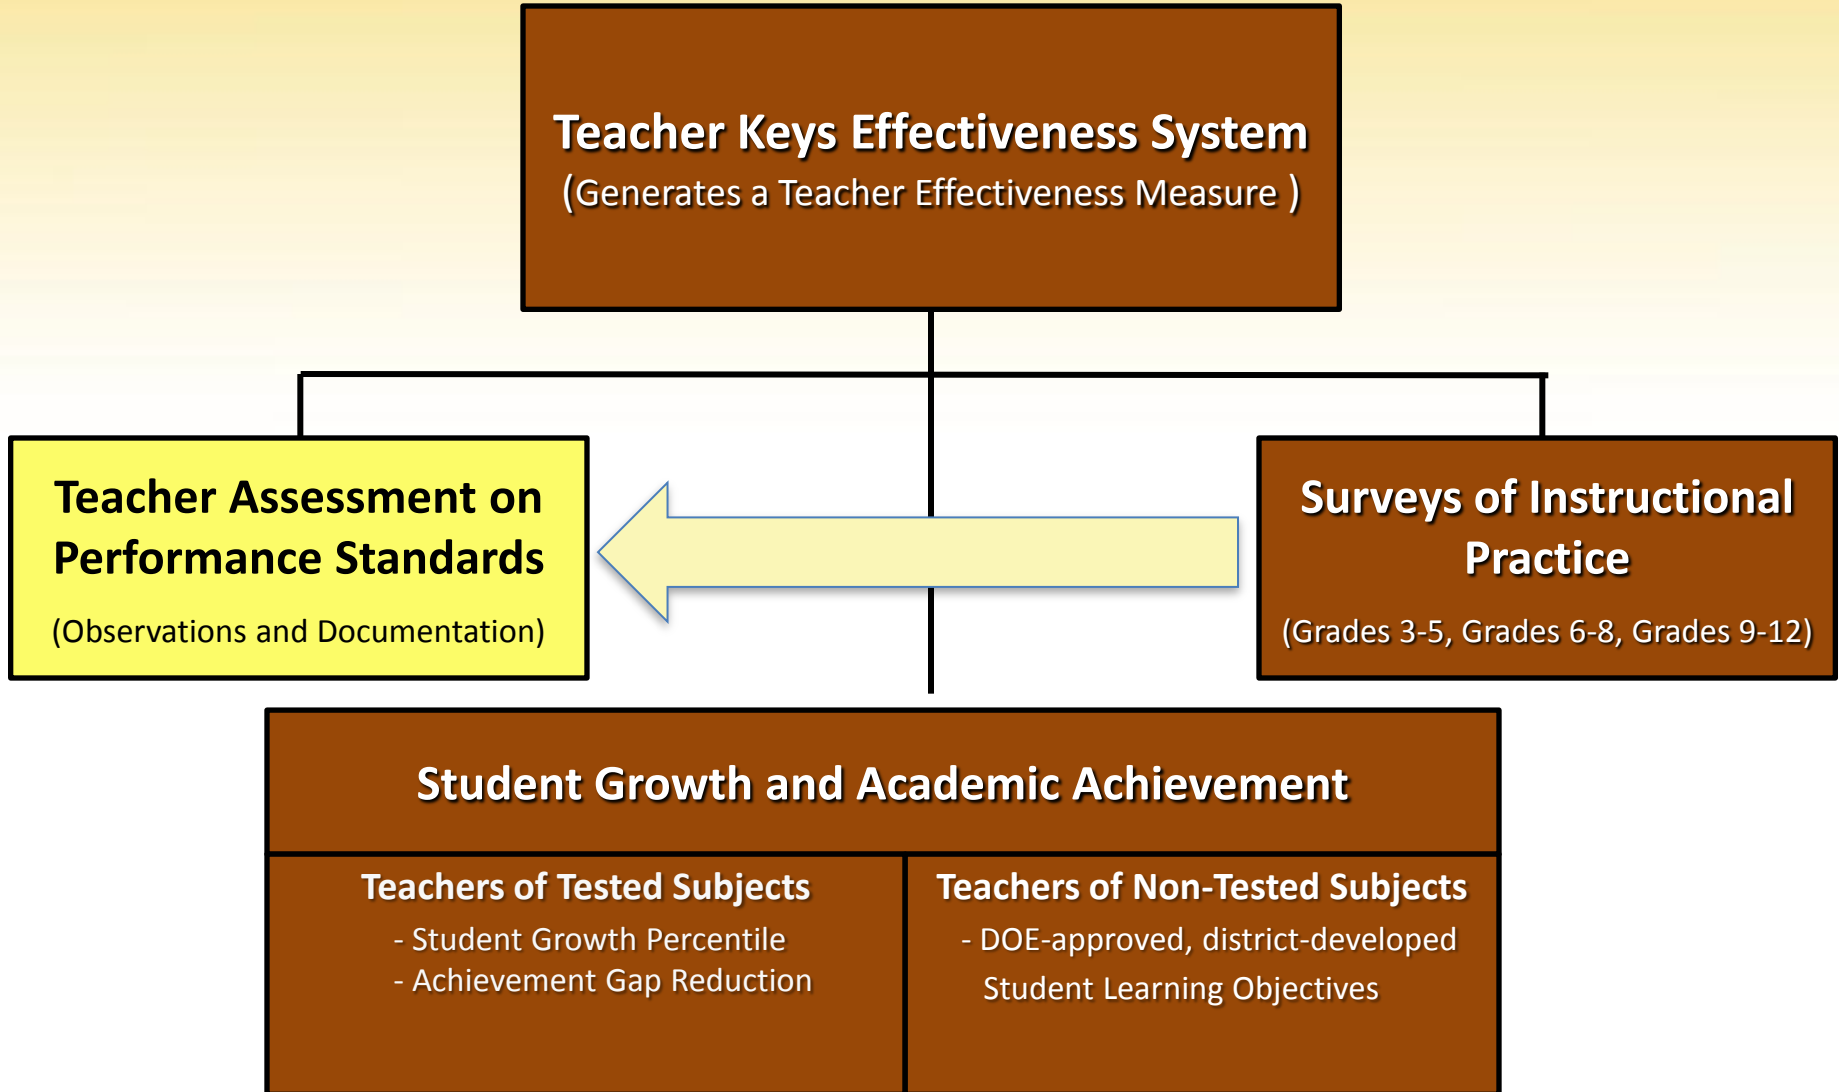 Teacher Keys Effectiveness System
(Generates a Teacher Effectiveness Measure )
Teacher Assessment on
Performance Standards
(Observations and Documentation)
Surveys of Instructional
Practice
(Grades 3-5, Grades 6-8, Grades 9-12)
Student Growth and Academic Achievement
Teachers of Tested Subjects
- Student Growth Percentile
- Achievement Gap Reduction
Teachers of Non-Tested Subjects
- DOE-approved, district-developed
Student Learning Objectives